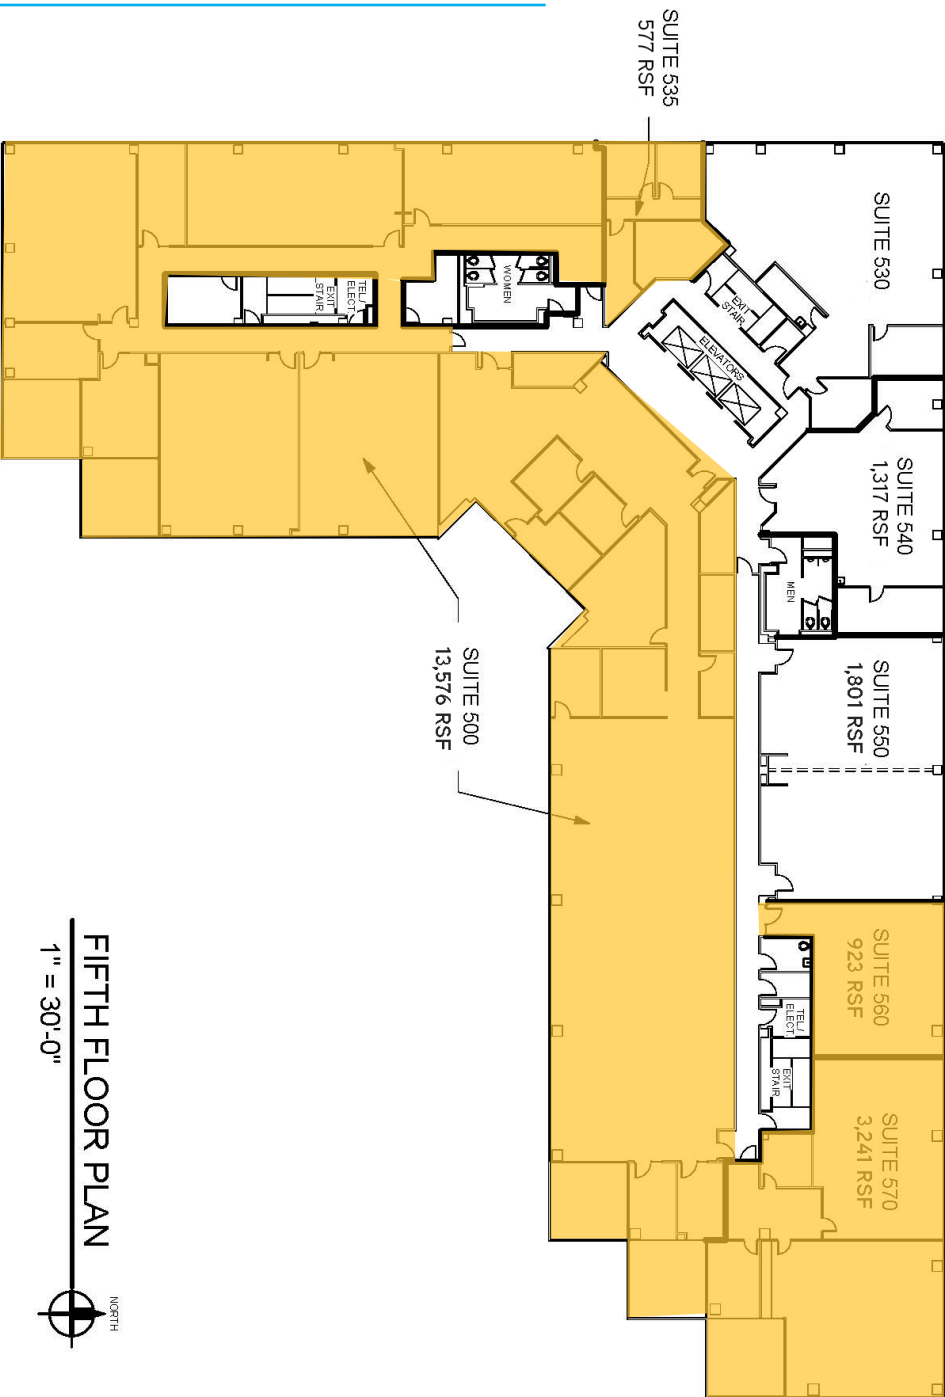 SUITE 535
577 RSF
SUITE 530
WOMEN
TEL./
ELECT.
EXIT
STAIR
EXIT
STAIR
ELEVATORS
SUITE 540
1,317 RSF
MEN
SUITE 500
13,576 RSF
SUITE 550
1,801 RSF
SUITE 560
923 RSF
TEL./
ELECT.
EXIT
STAIR
SUITE 570
3,241 RSF
FIFTH FLOOR PLAN
1" = 30'-0"
NORTH